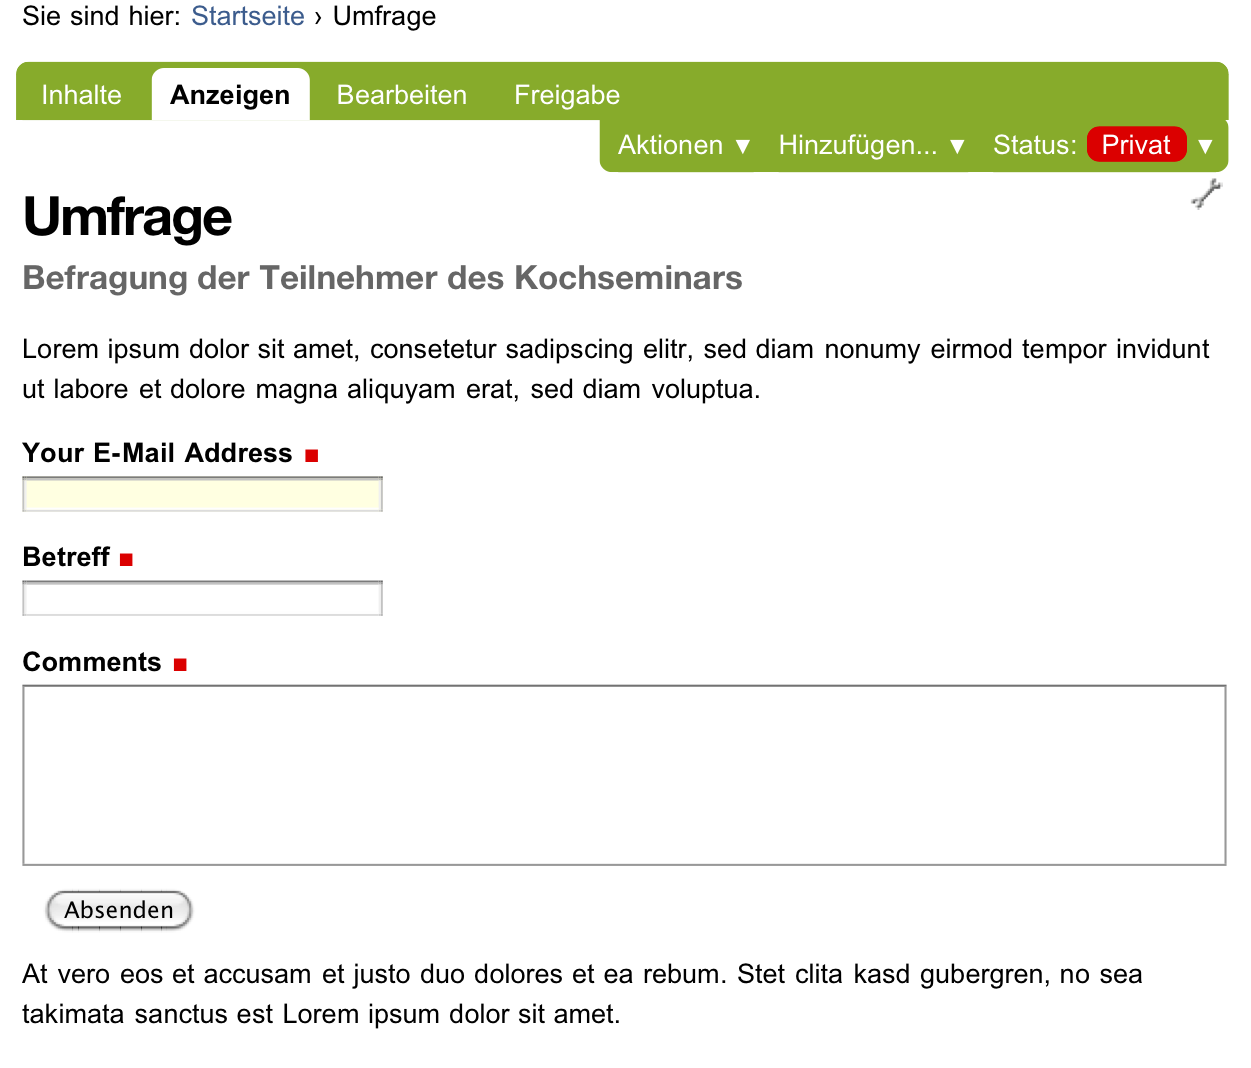 Sie sind hier: Startseite › Umfrage
Inhalte Anzeigen Bearbeiten Freigabe
Aktionen ▼ Hinzufügen... ▼ Status: Privat ▼
Umfrage
Befragung der Teilnehmer des Kochseminars
Lorem ipsum dolor sit amet, consetetur sadipscing elitr, sed diam nonumy eirmod tempor invidunt
ut labore et dolore magna aliquyam erat, sed diam voluptua.
Your E-Mail Address ■
Betreff ■
Comments ■
Absenden
At vero eos et accusam et justo duo dolores et ea rebum. Stet clita kasd gubergren, no sea
takimata sanctus est Lorem ipsum dolor sit amet.